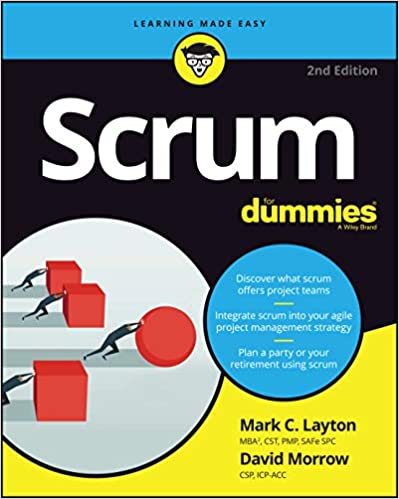 LEARNING MADE EASY
2nd Edition
Scrum
for
dummies®
A Wiley Brand
Discover what scrum
offers project teams
Integrate scrum into your agile
project management strategy
Plan a party or your
retirement using scrum
Mark C. Layton
MBA², CST, PMP, SAFe SPC
David Morrow
CSP, ICP-ACC